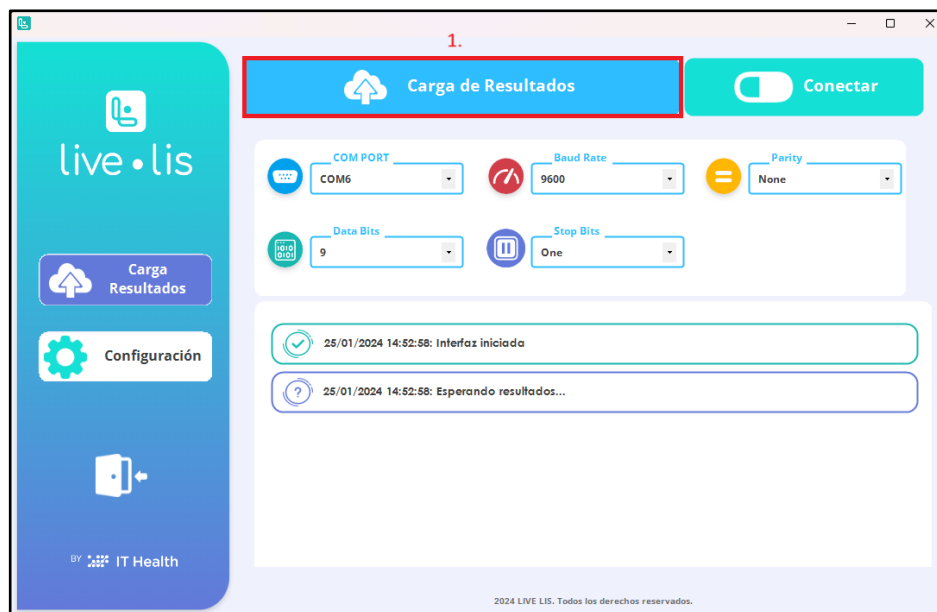 1.
Carga de Resultados
Conectar
live lis
COM PORT
COM6
Baud Rate
9600
Parity
None
Data Bits
9
Stop Bits
One
Carga
Resultados
Configuración
25/01/2024 14:52:58: Interfaz iniciada
25/01/2024 14:52:58: Esperando resultados...
BY IT Health
2024 LIVE LIS. Todos los derechos reservados.